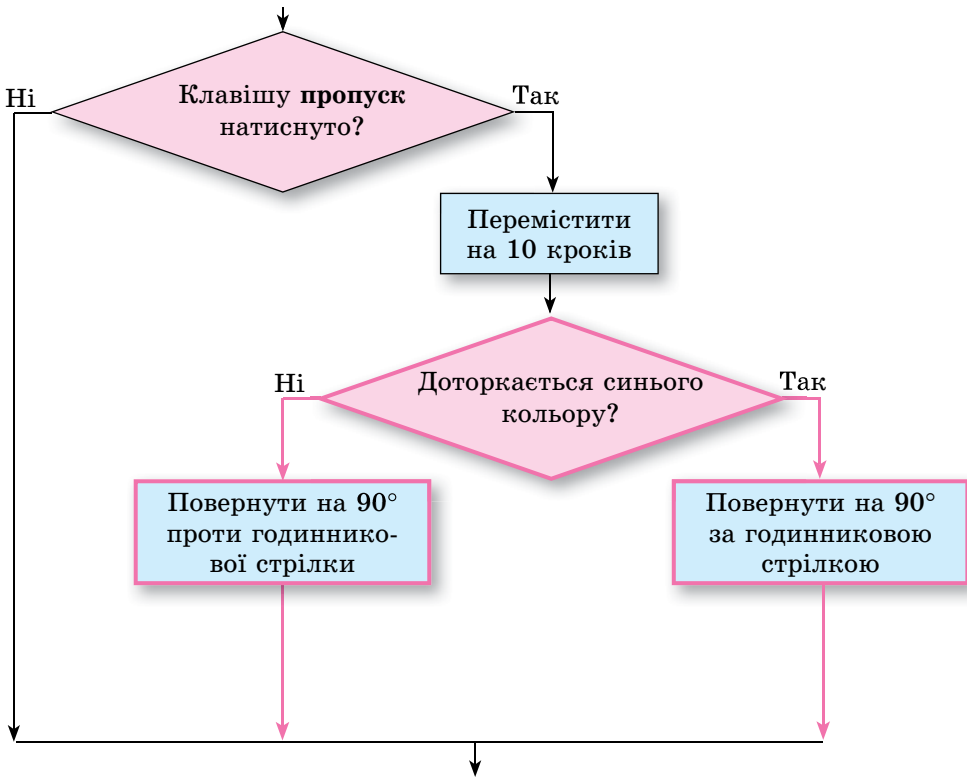 Ні
Клавішу пропуск
натиснуто?
Так
Перемістити
на 10 кроків
Ні
Доторкається синього
кольору?
Так
Повернути на 90°
проти годиннико-
вої стрілки
Повернути на 90°
за годинниковою
стрілкою